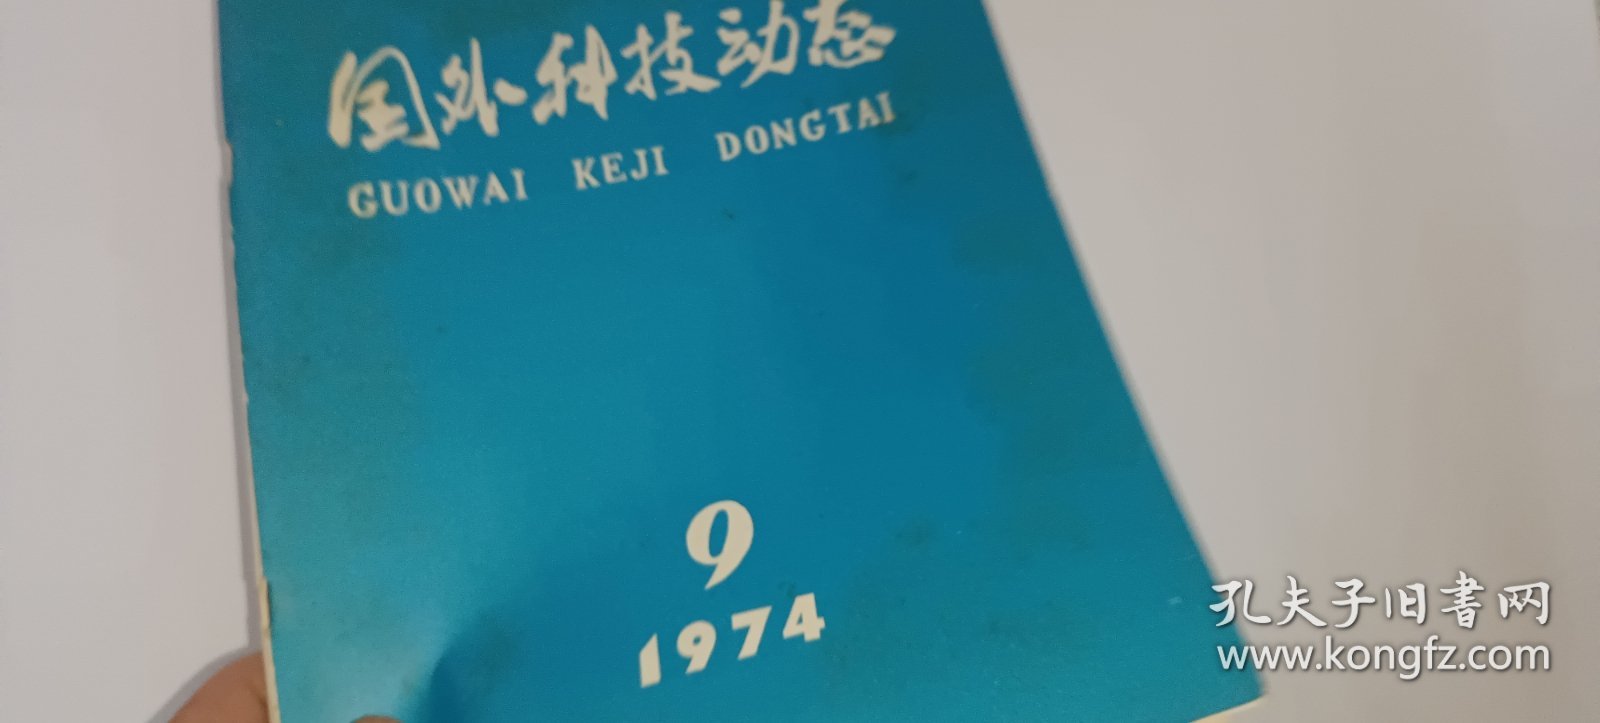 国外科技动态
GUOWAI KEJI DONGTAI
9
1974
孔夫子旧书网
www.kongfz.com